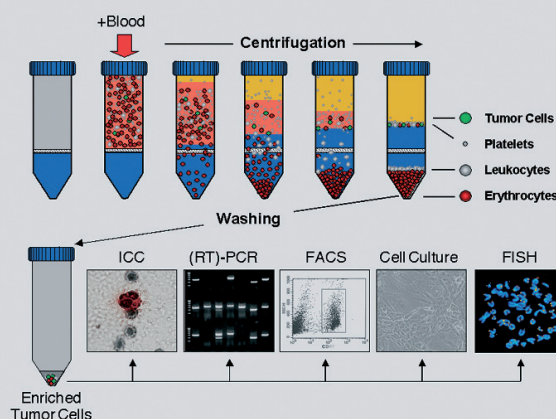 +Blood
Centrifugation
Tumor Cells
Platelets
Leukocytes
Erythrocytes
Washing
ICC
(RT)-PCR
FACS
Cell Culture
FISH
Enriched
Tumor Cells